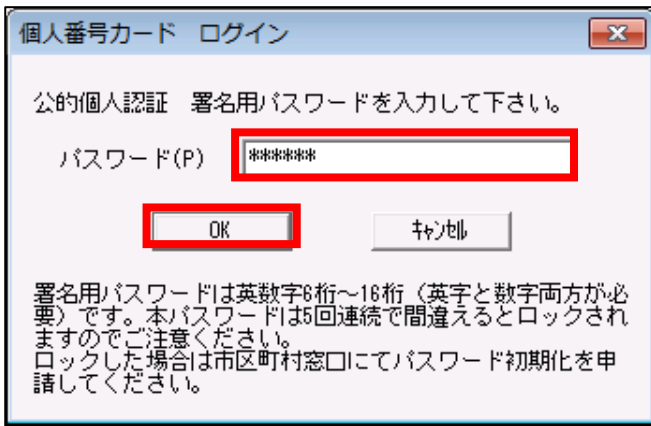 個人番号カード ログイン
公的個人認証 署名用パスワードを入力して下さい。
パスワード(P) ******
OK キャンセル
署名用パスワードは英数字6桁～16桁（英字と数字両方が必
要）です。本パスワードは5回連続で間違えるとロックされ
ますのでご注意ください。
ロックした場合は市区町村窓口にてパスワード初期化を申
請してください。